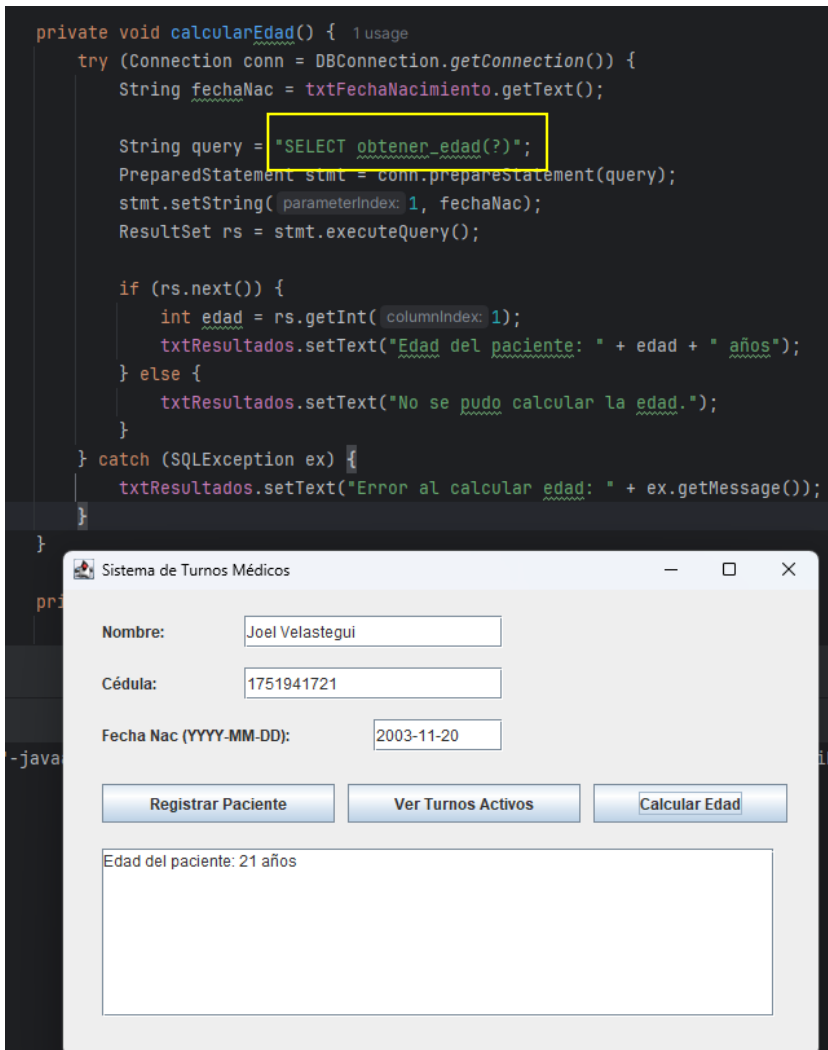 private void calcularEdad() { 1 usage
try (Connection conn = DBConnection.getConnection()) {
String fechaNac = txtFechaNacimiento.getText();
String query = "SELECT obtener_edad(?)";
PreparedStatement stmt = conn.prepareStatement(query);
stmt.setString( parameterIndex: 1, fechaNac);
ResultSet rs = stmt.executeQuery();
if (rs.next()) {
int edad = rs.getInt( columnIndex: 1);
txtResultados.setText("Edad del paciente: " + edad + " años");
} else {
txtResultados.setText("No se pudo calcular la edad.");
}
} catch (SQLException ex) {
txtResultados.setText("Error al calcular edad: " + ex.getMessage());
}
}
Sistema de Turnos Médicos
pri
Nombre: Joel Velastegui
Cédula: 1751941721
Fecha Nac (YYYY-MM-DD): 2003-11-20
-java
Registrar Paciente Ver Turnos Activos Calcular Edad
Edad del paciente: 21 años